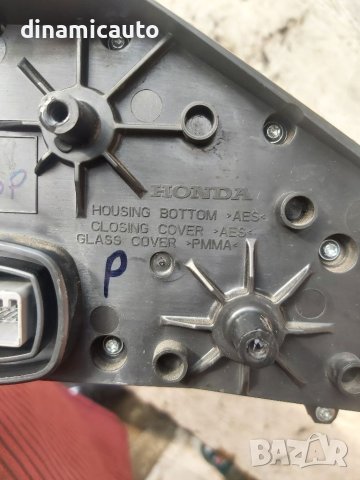 dinamicauto
HONDA
HOUSING BOTTOM >AES<
CLOSING COVER >AES<
GLASS COVER >PMMA<
P
BAZAR